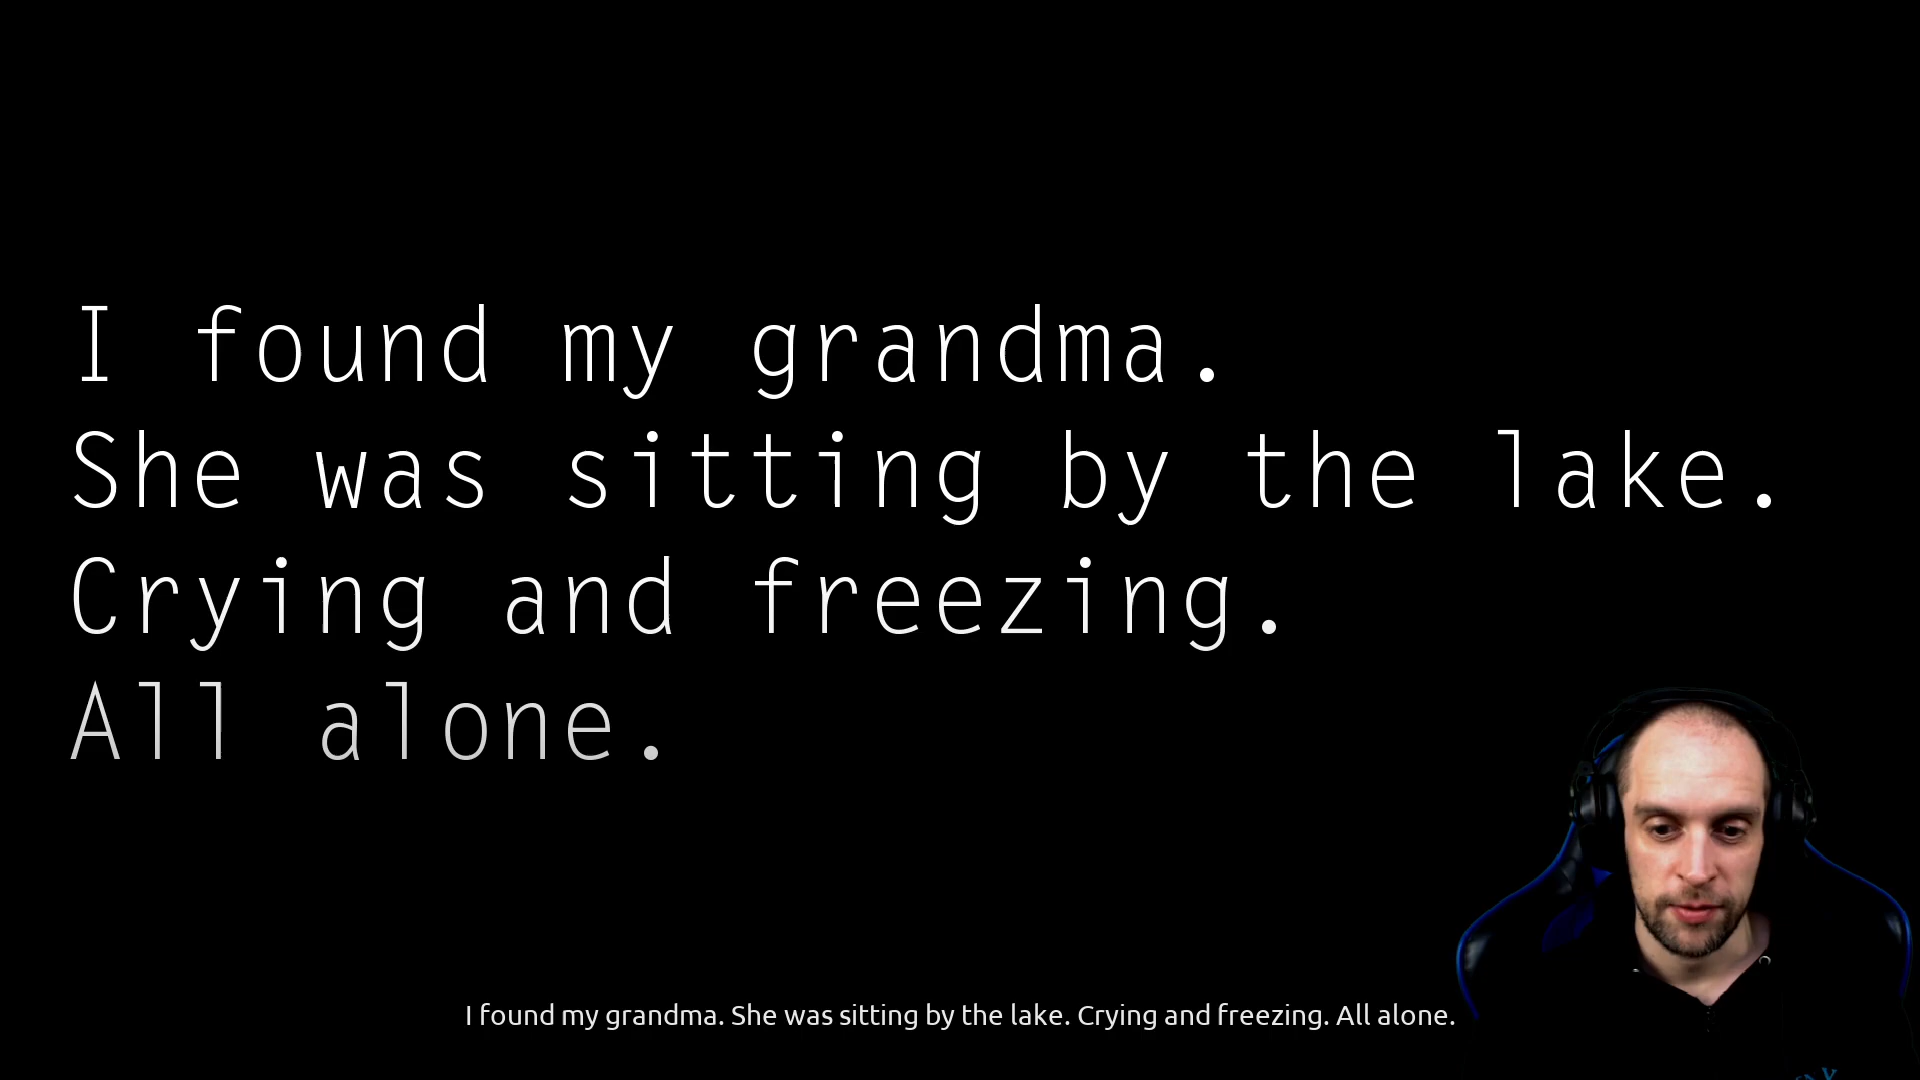 I found my grandma.
She was sitting by the lake.
Crying and freezing.
All alone.
I found my grandma. She was sitting by the lake. Crying and freezing. All alone.